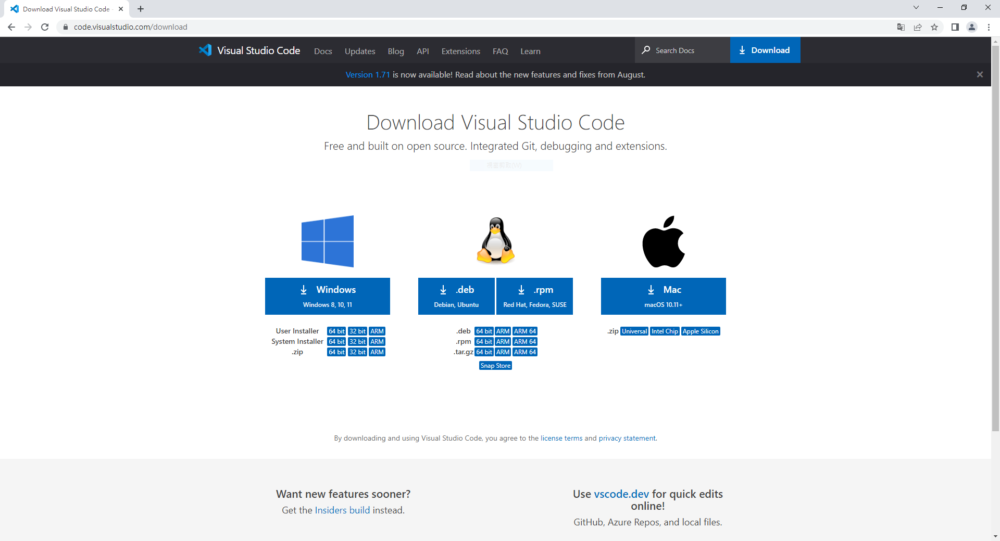 Download Visual Studio Code
code.visualstudio.com/download
Visual Studio Code Docs Updates Blog API Extensions FAQ Learn Search Docs Download
Version 1.71 is now available! Read about the new features and fixes from August.
Download Visual Studio Code
Free and built on open source. Integrated Git, debugging and extensions.
視窗剪取(W)
Windows
Windows 8, 10, 11
.deb
Debian, Ubuntu
.rpm
Red Hat, Fedora, SUSE
Mac
macOS 10.11+
User Installer 64 bit 32 bit ARM
System Installer 64 bit 32 bit ARM
.zip 64 bit 32 bit ARM
.deb 64 bit ARM ARM 64
.rpm 64 bit ARM ARM 64
.tar.gz 64 bit ARM ARM 64
Snap Store
.zip Universal Intel Chip Apple Silicon
By downloading and using Visual Studio Code, you agree to the license terms and privacy statement.
Want new features sooner?
Get the Insiders build instead.
Use vscode.dev for quick edits
online!
GitHub, Azure Repos, and local files.